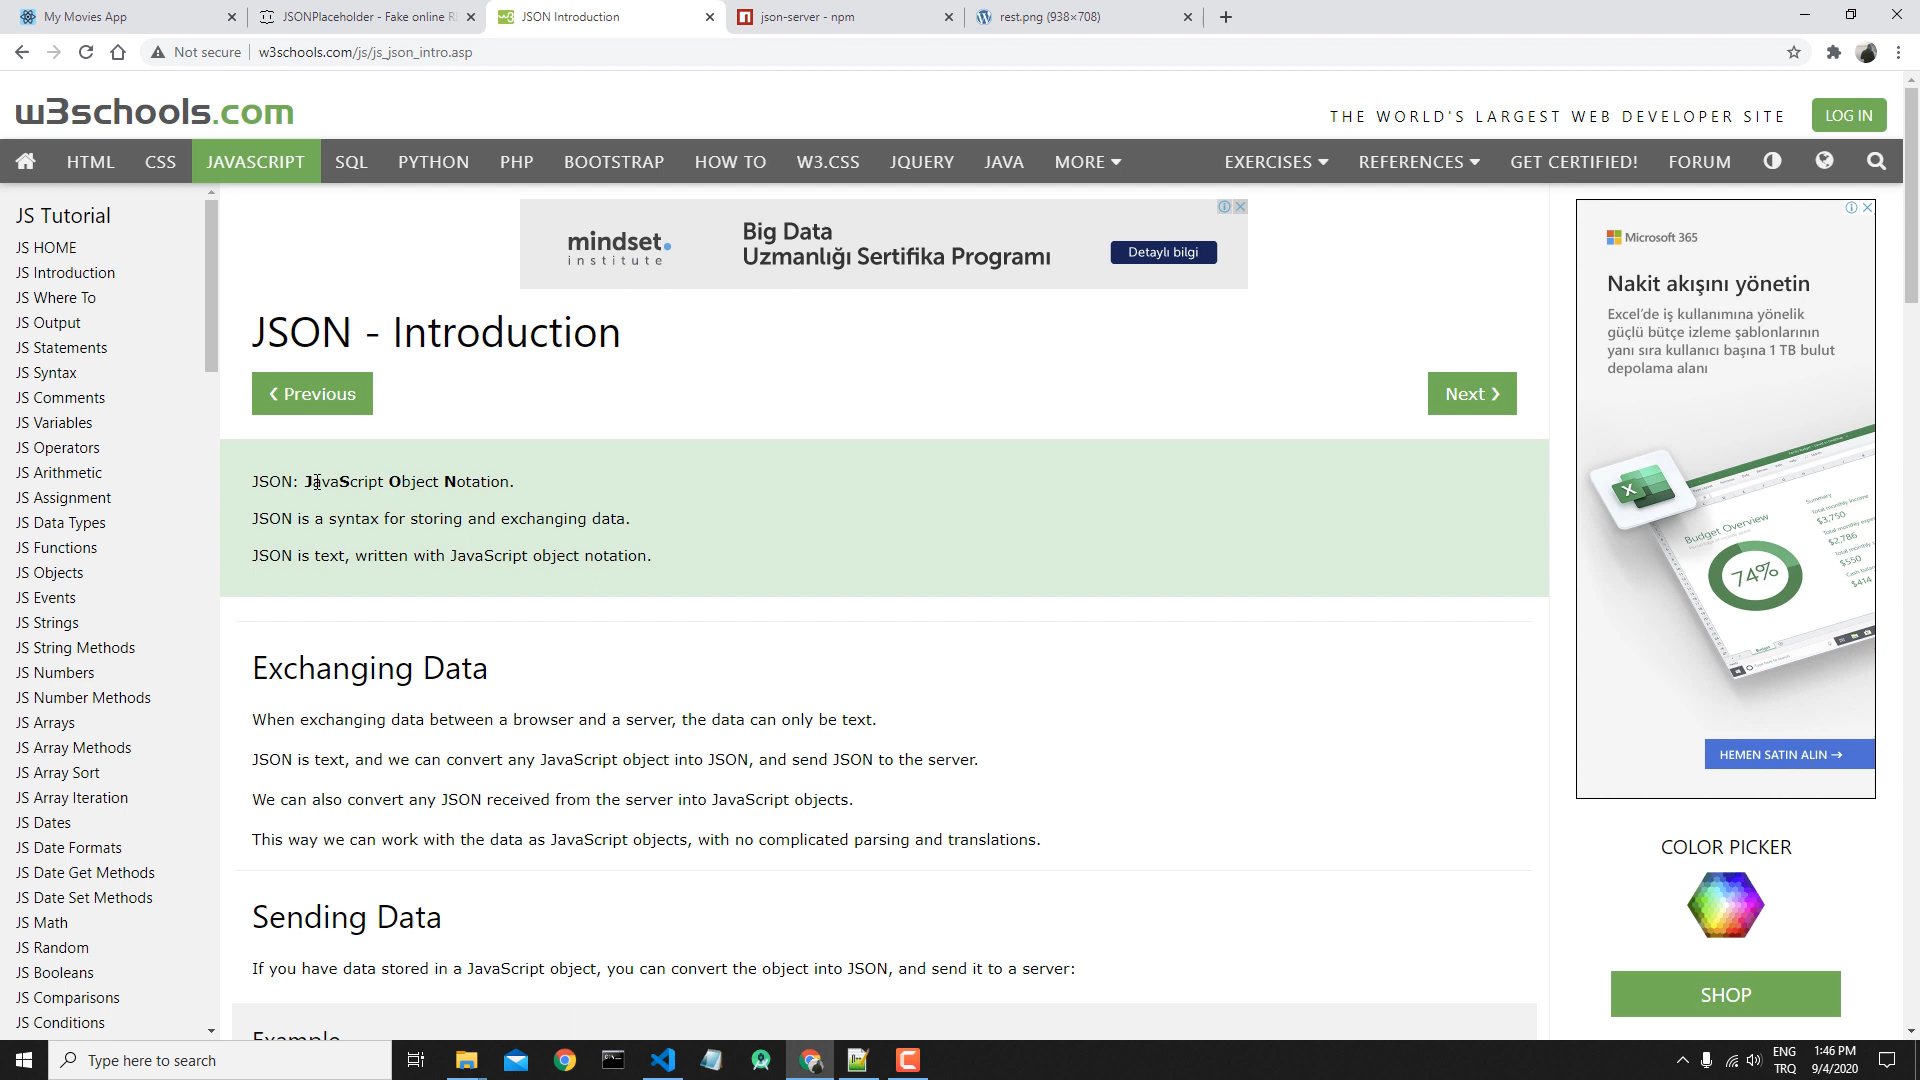 My Movies App
JSONPlaceholder - Fake online R
JSON Introduction
json-server - npm
rest.png (938×708)
Not secure
w3schools.com/js/js_json_intro.asp
w3schools.com
THE WORLD'S LARGEST WEB DEVELOPER SITE
LOG IN
HTML CSS JAVASCRIPT SQL PYTHON PHP BOOTSTRAP HOW TO W3.CSS JQUERY JAVA MORE EXERCISES REFERENCES GET CERTIFIED! FORUM
JS Tutorial
JS HOME
JS Introduction
JS Where To
JS Output
JS Statements
JS Syntax
JS Comments
JS Variables
JS Operators
JS Arithmetic
JS Assignment
JS Data Types
JS Functions
JS Objects
JS Events
JS Strings
JS String Methods
JS Numbers
JS Number Methods
JS Arrays
JS Array Methods
JS Array Sort
JS Array Iteration
JS Dates
JS Date Formats
JS Date Get Methods
JS Date Set Methods
JS Math
JS Random
JS Booleans
JS Comparisons
JS Conditions
mindset.
institute
Big Data
Uzmanlığı Sertifika Programı
Detaylı bilgi
JSON - Introduction
❮ Previous
Next ❯
JSON: JavaScript Object Notation.
JSON is a syntax for storing and exchanging data.
JSON is text, written with JavaScript object notation.
Exchanging Data
When exchanging data between a browser and a server, the data can only be text.
JSON is text, and we can convert any JavaScript object into JSON, and send JSON to the server.
We can also convert any JSON received from the server into JavaScript objects.
This way we can work with the data as JavaScript objects, with no complicated parsing and translations.
Sending Data
If you have data stored in a JavaScript object, you can convert the object into JSON, and send it to a server:
Example
Microsoft 365
Nakit akışını yönetin
Excel'de iş kullanımına yönelik
güçlü bütçe izleme şablonlarının
yanı sıra kullanıcı başına 1 TB bulut
depolama alanı
Budget Overview
74%
Summary
Total monthly income
$3,750
$2,786
$550
$414
HEMEN SATIN ALIN →
COLOR PICKER
SHOP
Type here to search
ENG
TRQ
1:46 PM
9/4/2020